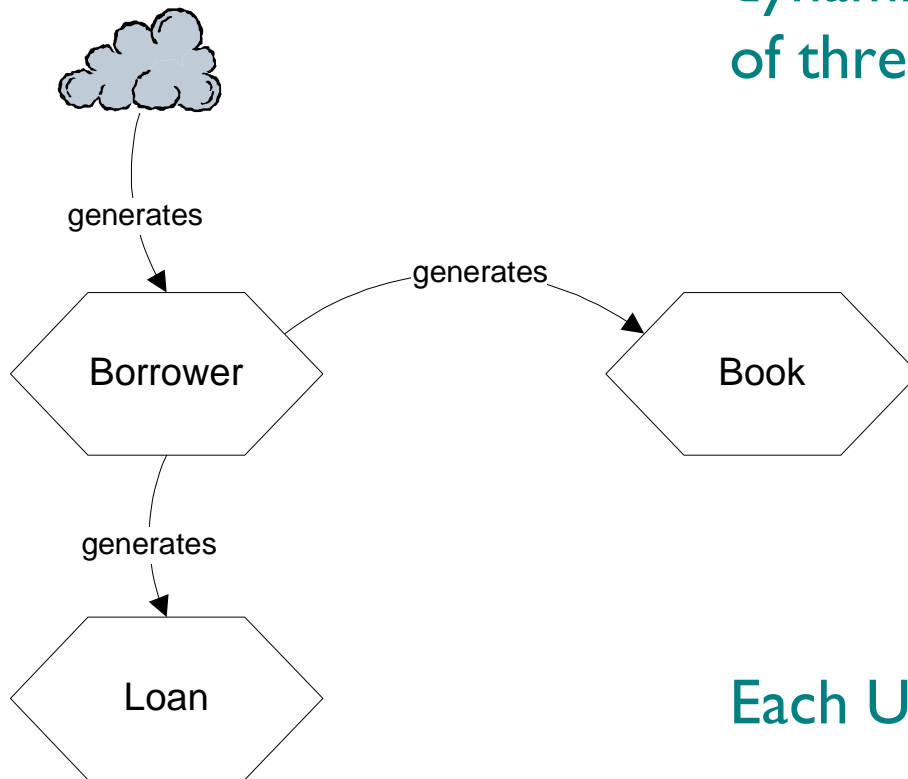 of thre
generates
generates
Borrower
Book
generates
Loan
Each U